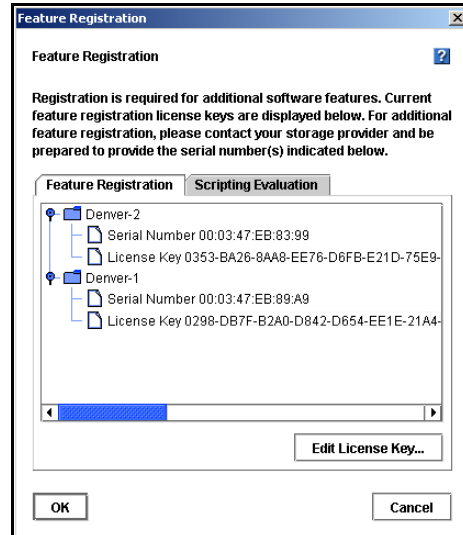 Feature Registration
Feature Registration
?
Registration is required for additional software features. Current
feature registration license keys are displayed below. For additional
feature registration, please contact your storage provider and be
prepared to provide the serial number(s) indicated below.
Feature Registration Scripting Evaluation
Denver-2
Serial Number 00:03:47:EB:83:99
License Key 0353-BA26-8AA8-EE76-D6FB-E21D-75E9-
Denver-1
Serial Number 00:03:47:EB:89:A9
License Key 0298-DB7F-B2A0-D842-D654-EE1E-21A4-
Edit License Key...
OK Cancel